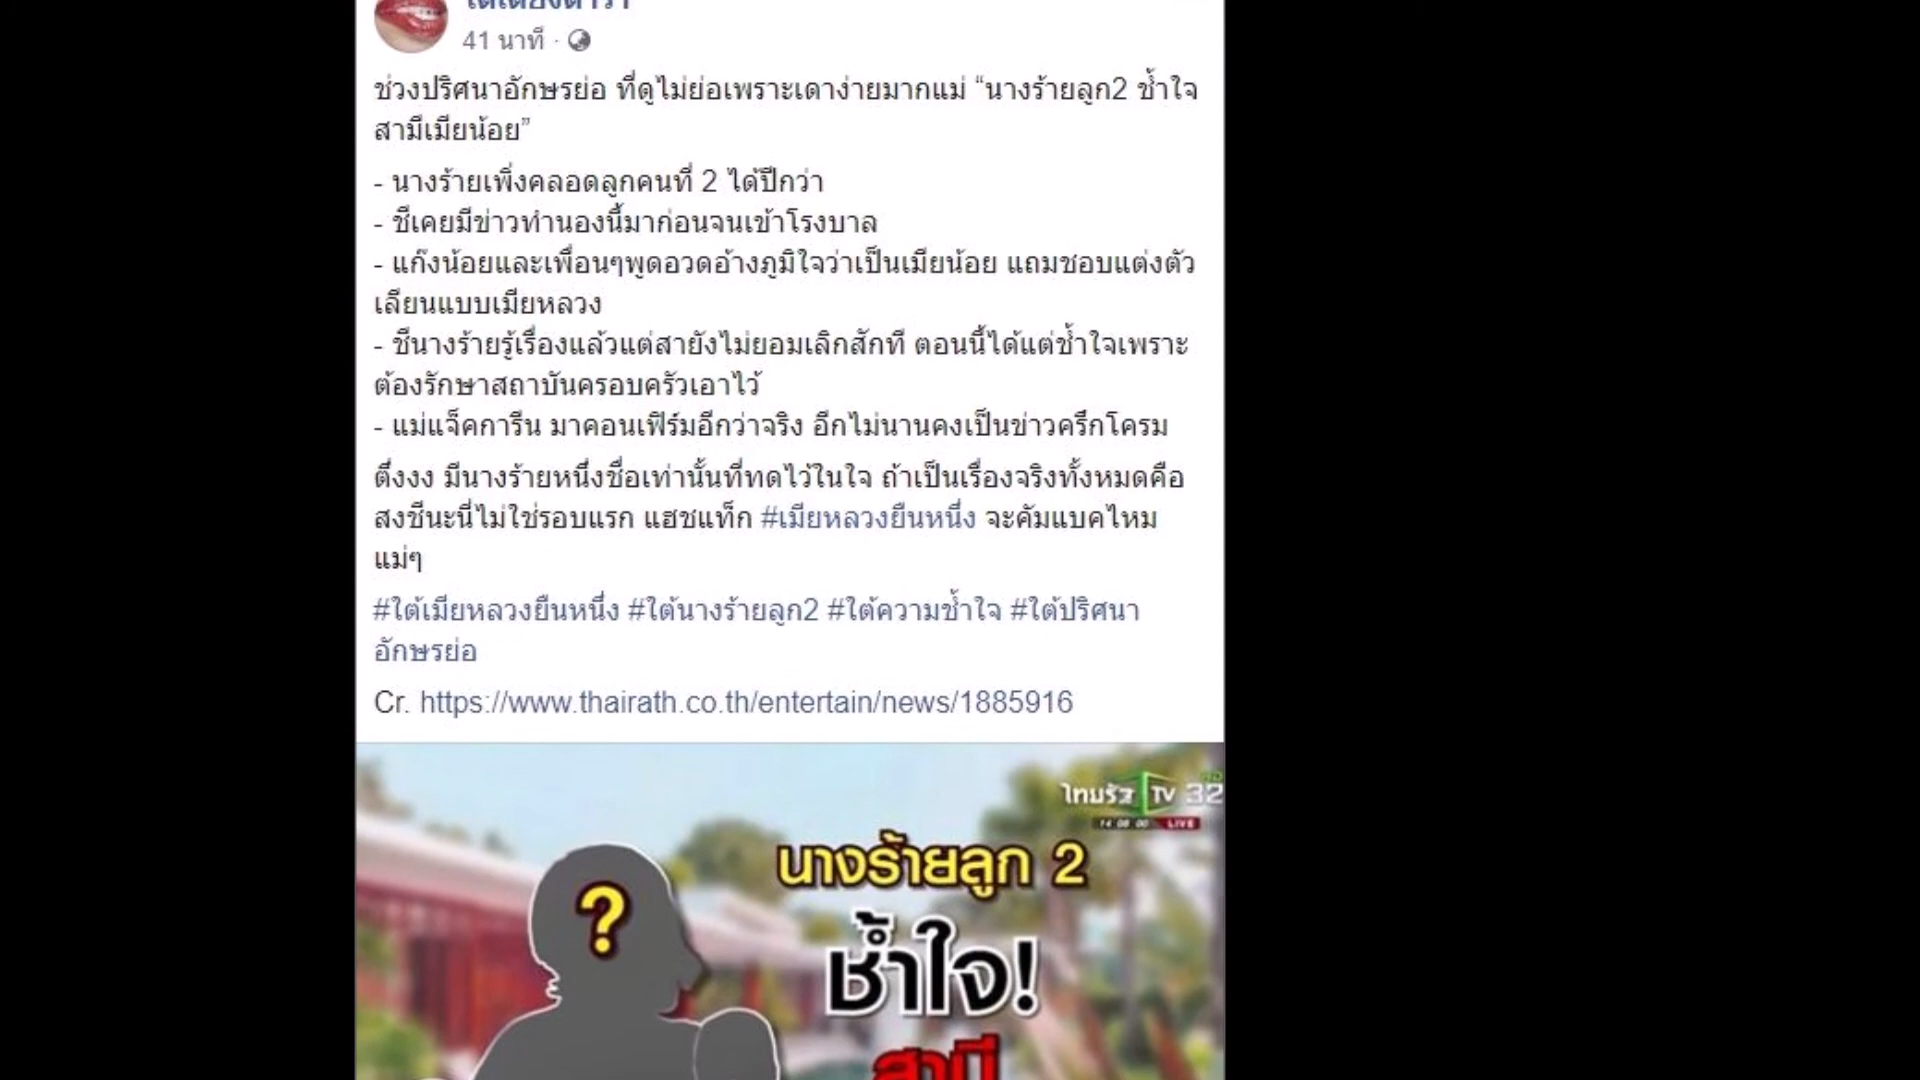 ใต้เตียงดารา
41 นาที ·
ช่วงปริศนาอักษรย่อ ที่ดูไม่ย่อเพราะเดาง่ายมากแม่ “นางร้ายลูก2 ช้ำใจ
สามีเมียน้อย”
- นางร้ายเพิ่งคลอดลูกคนที่ 2 ได้ปีกว่า
- ชีเคยมีข่าวทำนองนี้มาก่อนจนเข้าโรงบาล
- แก๊งน้อยและเพื่อนๆพูดอวดอ้างภูมิใจว่าเป็นเมียน้อย แถมชอบแต่งตัว
เลียนแบบเมียหลวง
- ชีนางร้ายรู้เรื่องแล้วแต่สายังไม่ยอมเลิกสักที ตอนนี้ได้แต่ช้ำใจเพราะ
ต้องรักษาสถาบันครอบครัวเอาไว้
- แม่แจ็คการีน มาคอนเฟิร์มอีกว่าจริง อีกไม่นานคงเป็นข่าวครึกโครม
ตึ่งงง มีนางร้ายหนึ่งชื่อเท่านั้นที่ทดไว้ในใจ ถ้าเป็นเรื่องจริงทั้งหมดคือ
สงชีนะนี่ไม่ใช่รอบแรก แฮชแท็ก #เมียหลวงยืนหนึ่ง จะคัมแบคไหม
แม่ๆ
#ใต้เมียหลวงยืนหนึ่ง #ใต้นางร้ายลูก2 #ใต้ความช้ำใจ #ใต้ปริศนา
อักษรย่อ
Cr. https://www.thairath.co.th/entertain/news/1885916
ไทยรัฐ TV 32 HD
14:08:00 LIVE
?
นางร้ายลูก 2
ช้ำใจ!
สามี